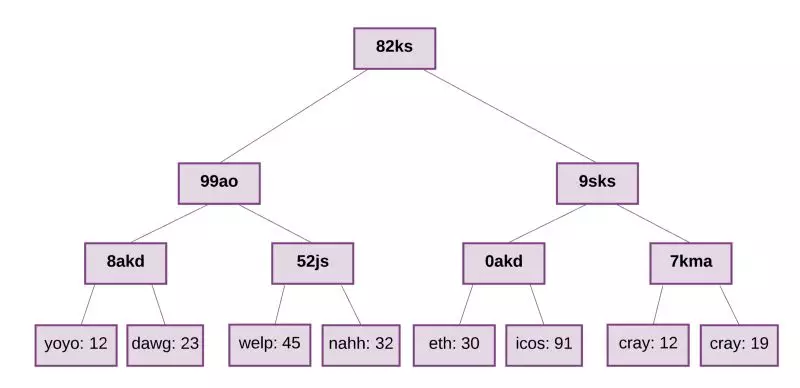 82ks
99ao
9sks
8akd
52js
0akd
7kma
yoyo: 12
dawg: 23
welp: 45
nahh: 32
eth: 30
icos: 91
cray: 12
cray: 19